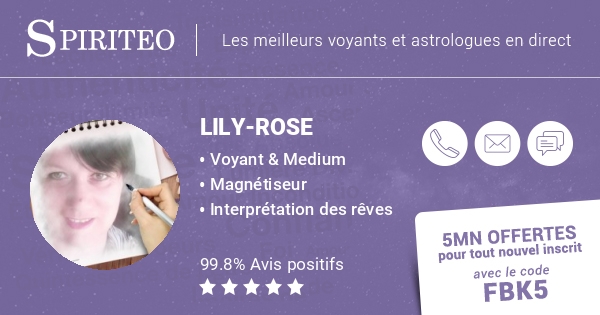 SPIRITEO
Les meilleurs voyants et astrologues en direct
LILY-ROSE
• Voyant & Medium
• Magnétiseur
• Interprétation des rêves
99.8% Avis positifs
5MN OFFERTES
pour tout nouvel inscrit
avec le code
FBK5